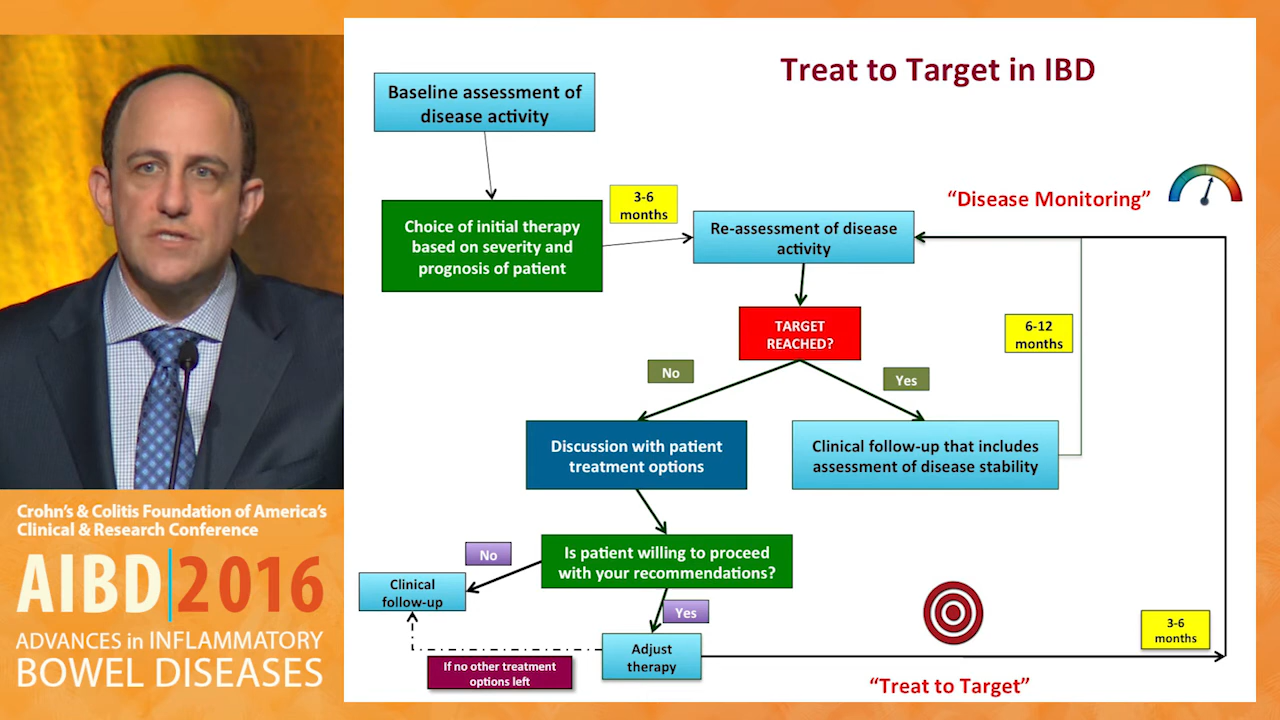 Treat to Target in IBD
Baseline assessment of
disease activity
3-6
months
Choice of initial therapy
based on severity and
prognosis of patient
"Disease Monitoring"
Re-assessment of disease
activity
TARGET
REACHED?
6-12
months
No
Yes
Discussion with patient
treatment options
Clinical follow-up that includes
assessment of disease stability
Is patient willing to proceed
with your recommendations?
No
Clinical
follow-up
Yes
Adjust
therapy
If no other treatment
options left
3-6
months
"Treat to Target"
Crohn's & Colitis Foundation of America's
Clinical & Research Conference
AIBD 2016
ADVANCES in INFLAMMATORY
BOWEL DISEASES